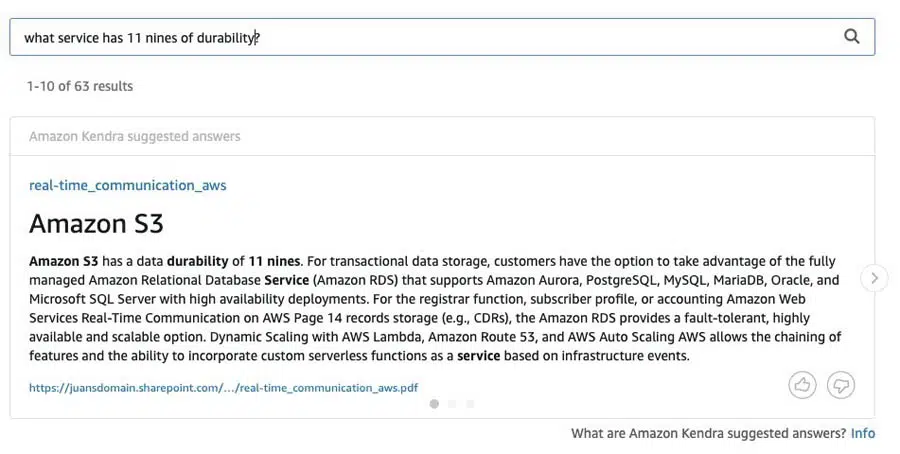 what service has 11 nines of durability?
1-10 of 63 results
Amazon Kendra suggested answers
real-time_communication_aws
Amazon S3
Amazon S3 has a data durability of 11 nines. For transactional data storage, customers have the option to take advantage of the fully
managed Amazon Relational Database Service (Amazon RDS) that supports Amazon Aurora, PostgreSQL, MySQL, MariaDB, Oracle, and
Microsoft SQL Server with high availability deployments. For the registrar function, subscriber profile, or accounting Amazon Web
Services Real-Time Communication on AWS Page 14 records storage (e.g., CDRs), the Amazon RDS provides a fault-tolerant, highly
available and scalable option. Dynamic Scaling with AWS Lambda, Amazon Route 53, and AWS Auto Scaling AWS allows the chaining of
features and the ability to incorporate custom serverless functions as a service based on infrastructure events.
https://juansdomain.sharepoint.com/.../real-time_communication_aws.pdf
What are Amazon Kendra suggested answers? Info